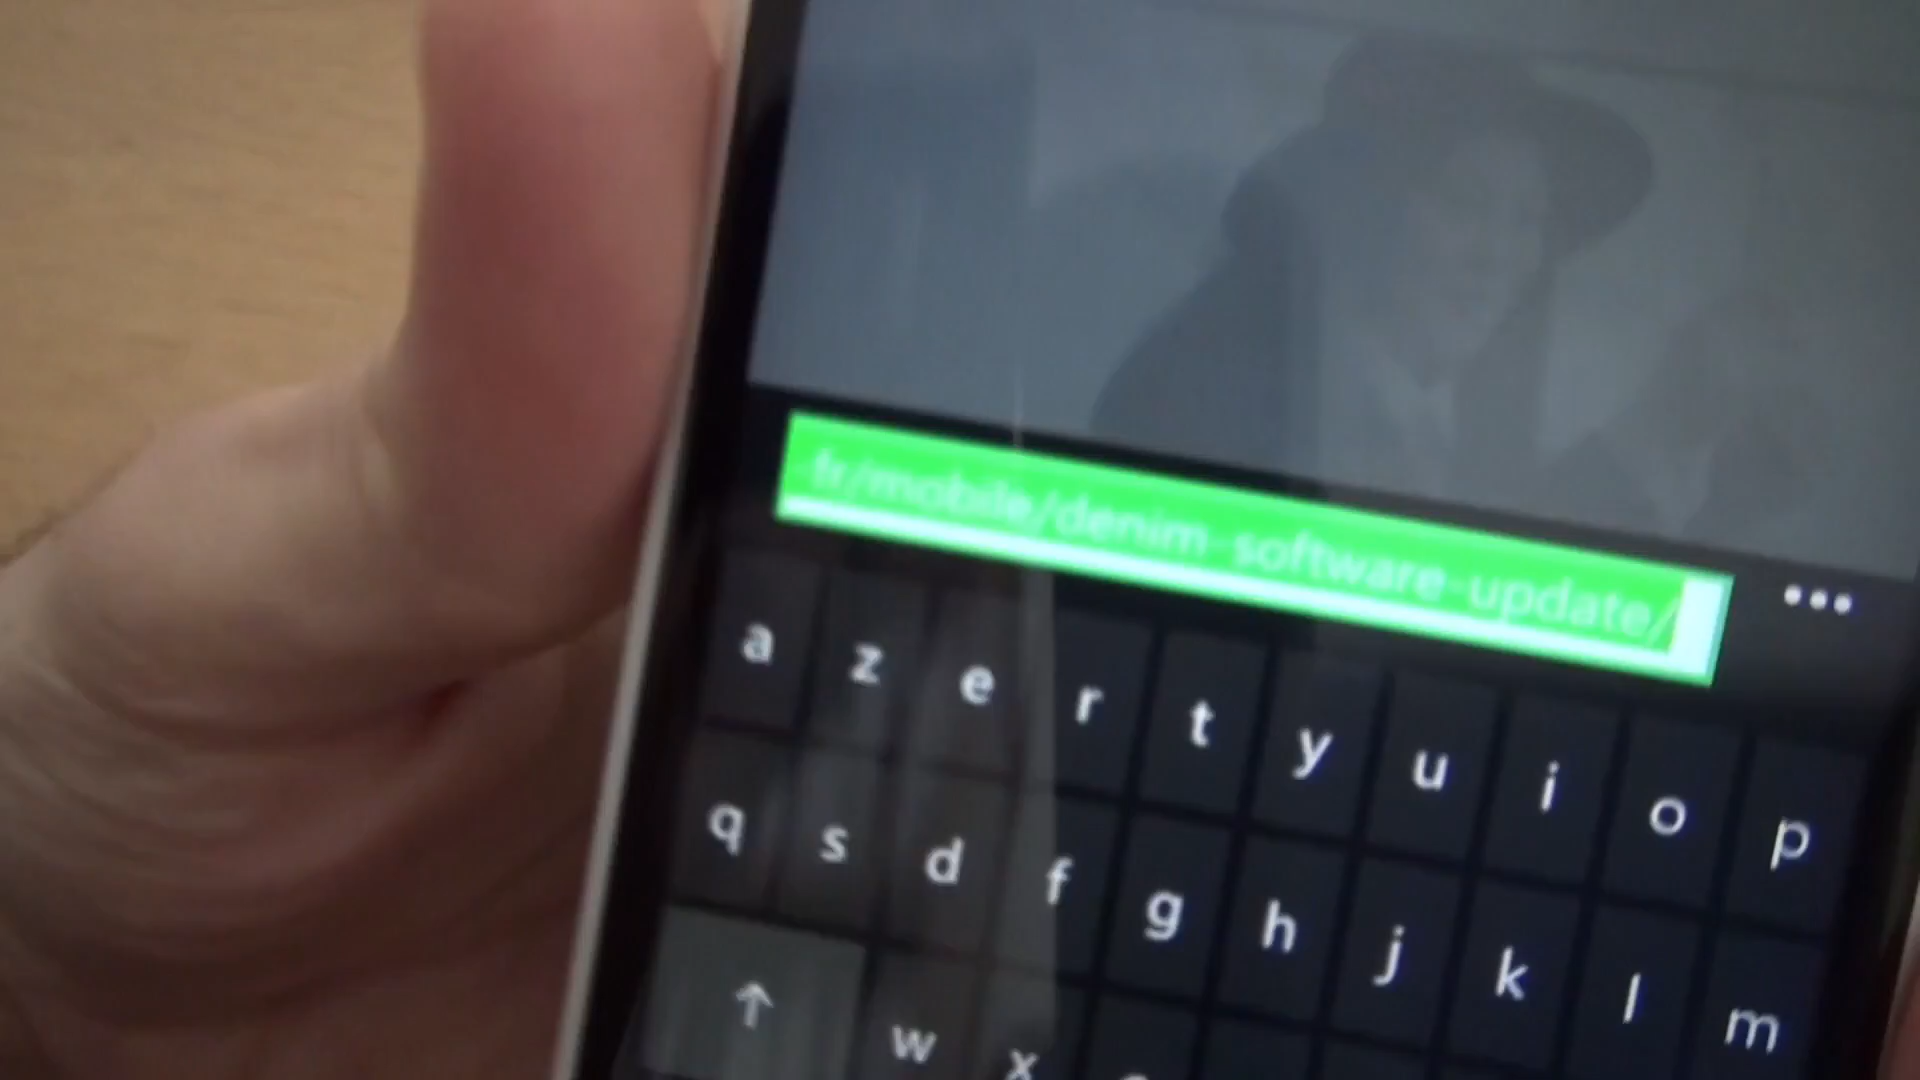 fr/mobile/denim-software-update/
a z e r t y u i o p
q s d f g h j k l m
w x